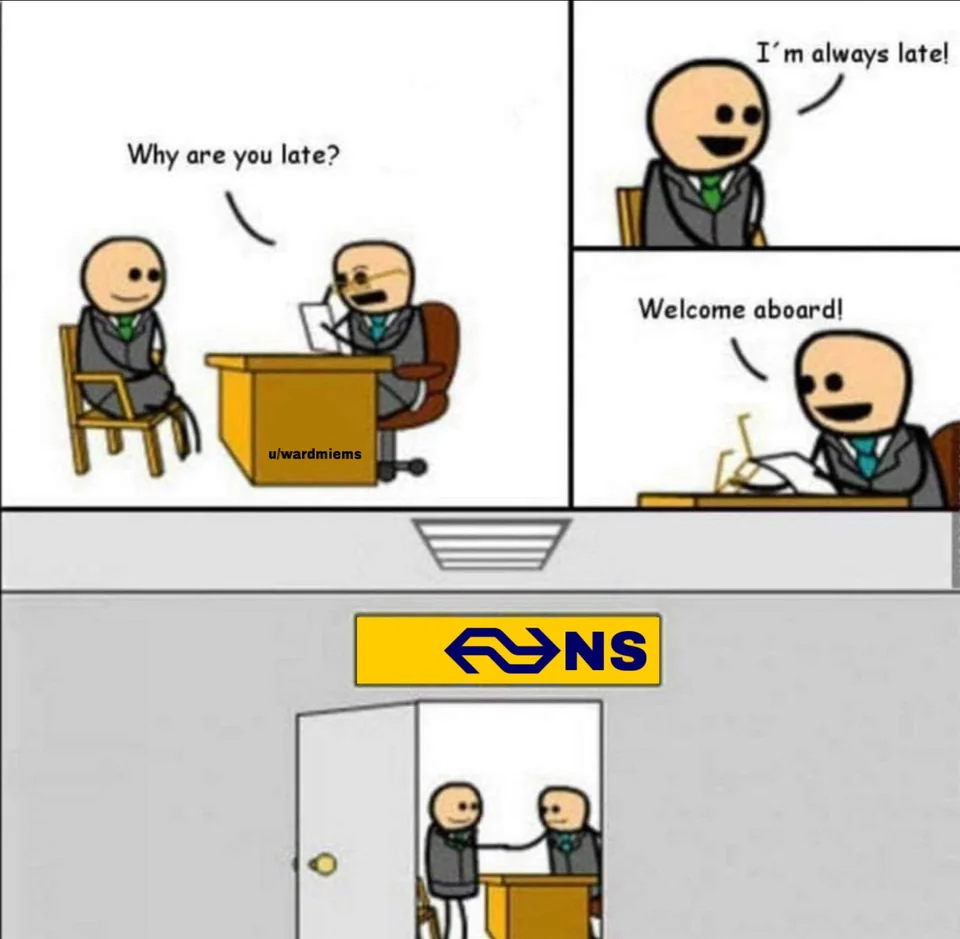 Why are you late?
u/wardmiems
I´m always late!
Welcome aboard!
NS